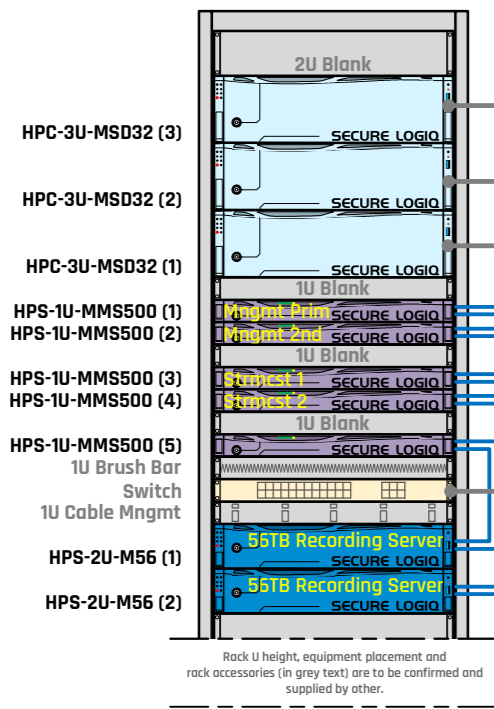 2U Blank
HPC-3U-MSD32 (3) SECURE LOGIQ
HPC-3U-MSD32 (2) SECURE LOGIQ
HPC-3U-MSD32 (1) SECURE LOGIQ
1U Blank
HPS-1U-MMS500 (1) Mngmt Prim SECURE LOGIQ
HPS-1U-MMS500 (2) Mngmt 2nd SECURE LOGIQ
1U Blank
HPS-1U-MMS500 (3) Strmcst 1 SECURE LOGIQ
HPS-1U-MMS500 (4) Strmcst 2 SECURE LOGIQ
1U Blank
HPS-1U-MMS500 (5) SECURE LOGIQ
1U Brush Bar
Switch
1U Cable Mngmt
55TB Recording Server
HPS-2U-M56 (1) SECURE LOGIQ
55TB Recording Server
HPS-2U-M56 (2) SECURE LOGIQ
Rack U height, equipment placement and
rack accessories (in grey text) are to be confirmed and
supplied by other.